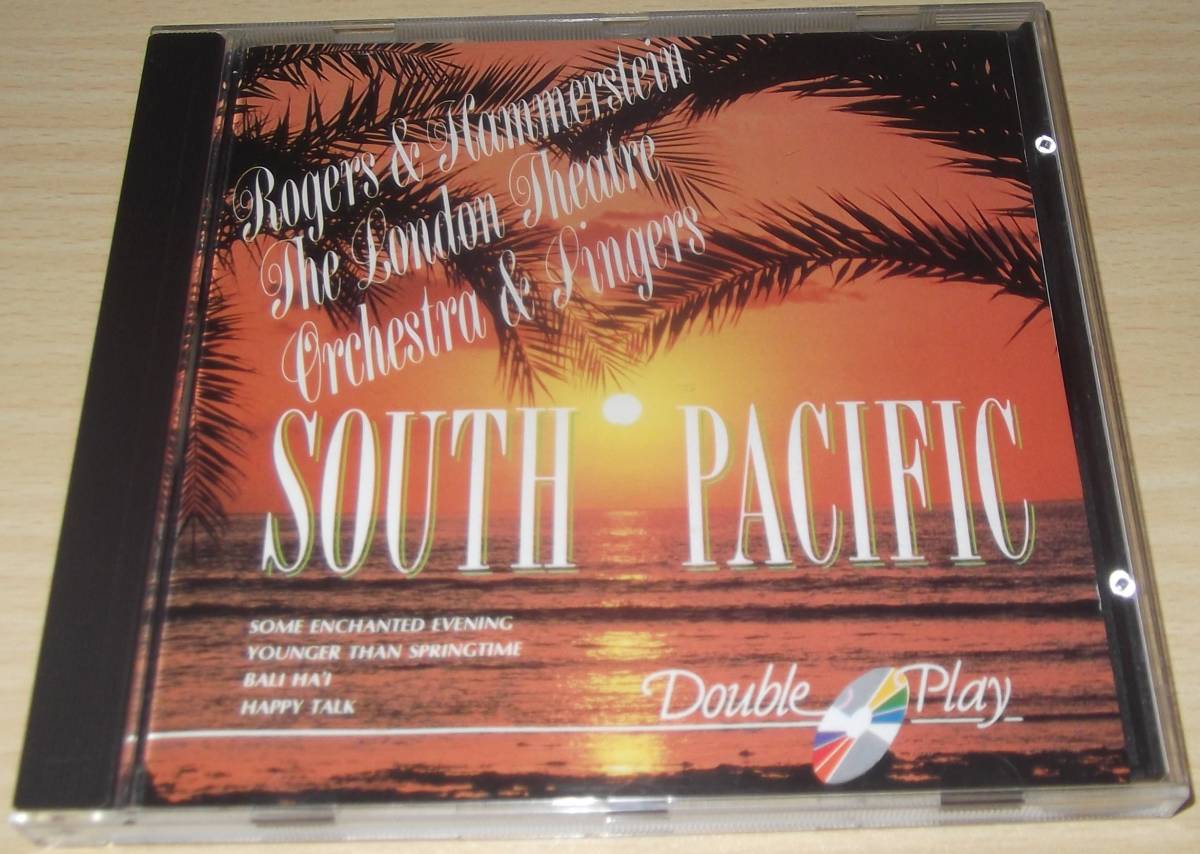 Rogers & Hammerstein
The London Theatre
Orchestra & Singers
SOUTH PACIFIC
SOME ENCHANTED EVENING
YOUNGER THAN SPRINGTIME
BALI HA'I
HAPPY TALK
Double Play